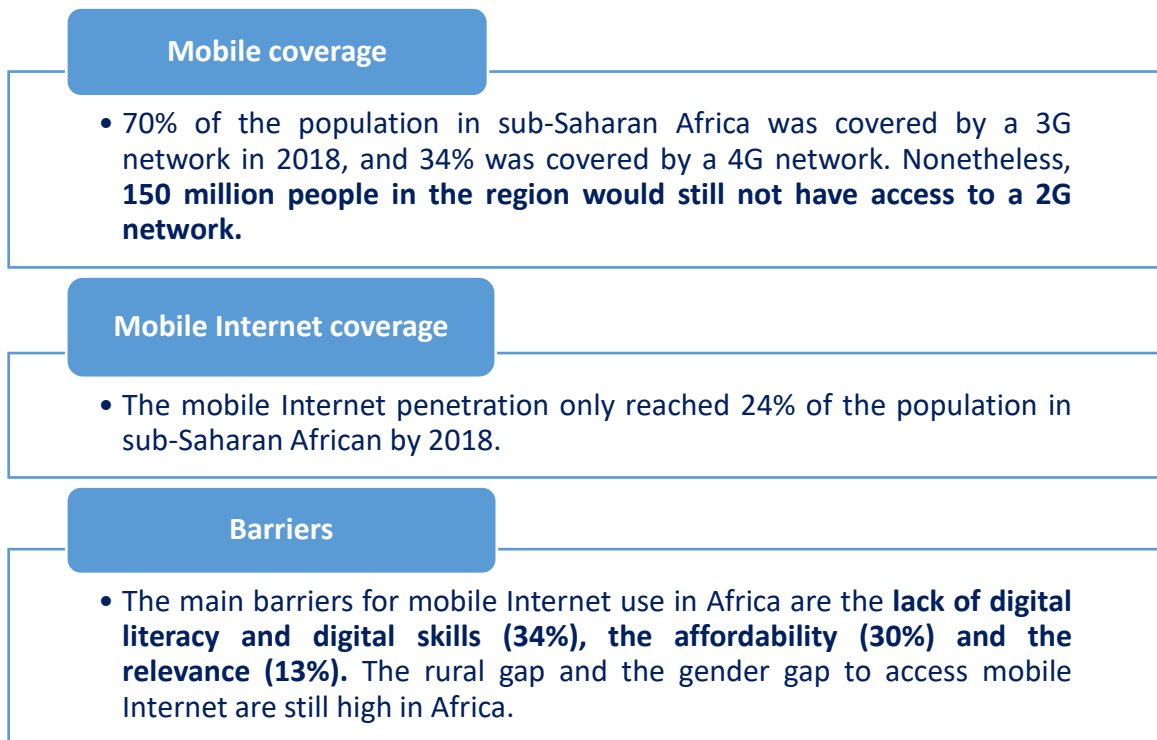 Mobile coverage
• 70% of the population in sub-Saharan Africa was covered by a 3G
network in 2018, and 34% was covered by a 4G network. Nonetheless,
150 million people in the region would still not have access to a 2G
network.
Mobile Internet coverage
• The mobile Internet penetration only reached 24% of the population in
sub-Saharan African by 2018.
Barriers
• The main barriers for mobile Internet use in Africa are the lack of digital
literacy and digital skills (34%), the affordability (30%) and the
relevance (13%). The rural gap and the gender gap to access mobile
Internet are still high in Africa.